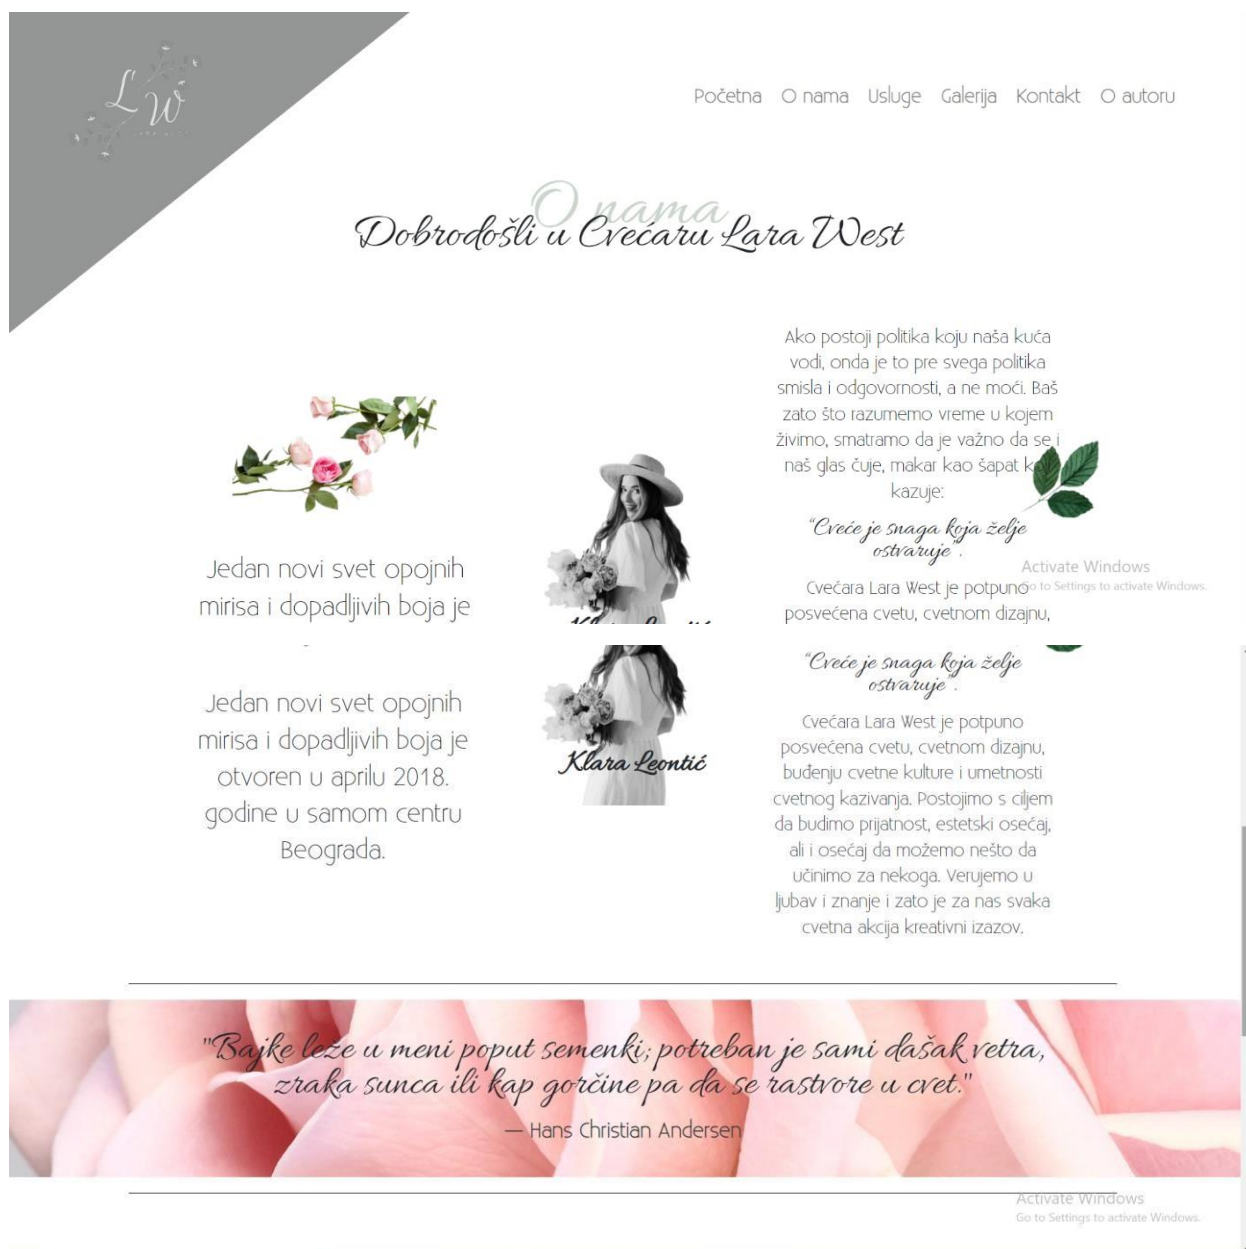 L W
Početna O nama Usluge Galerija Kontakt O autoru
O nama
Dobrodošli u Cvećaru Lara West
Jedan novi svet opojnih
mirisa i dopadljivih boja je
Ako postoji politika koju naša kuća
vodi, onda je to pre svega politika
smisla i odgovornosti, a ne moći. Baš
zato što razumemo vreme u kojem
živimo, smatramo da je važno da se i
naš glas čuje, makar kao šapat
kazuje:
“Cveće je snaga koja želje
ostvaruje”.
Cvećara Lara West je potpuno
posvećena cvetu, cvetnom dizajnu,
Activate Windows
Go to Settings to activate Windows.
Jedan novi svet opojnih
mirisa i dopadljivih boja je
otvoren u aprilu 2018.
godine u samom centru
Beograda.
Klara Leontić
“Cveće je snaga koja želje
ostvaruje”.
Cvećara Lara West je potpuno
posvećena cvetu, cvetnom dizajnu,
buđenju cvetne kulture i umetnosti
cvetnog kazivanja. Postojimo s ciljem
da budimo prijatnost, estetski osećaj,
ali i osećaj da možemo nešto da
učinimo za nekoga. Verujemo u
ljubav i znanje i zato je za nas svaka
cvetna akcija kreativni izazov.
"Bajke leže u meni poput semenki; potreban je sami dašak vetra,
zraka sunca ili kap gorčine pa da se rastvore u cvet."
— Hans Christian Andersen
Activate Windows
Go to Settings to activate Windows.